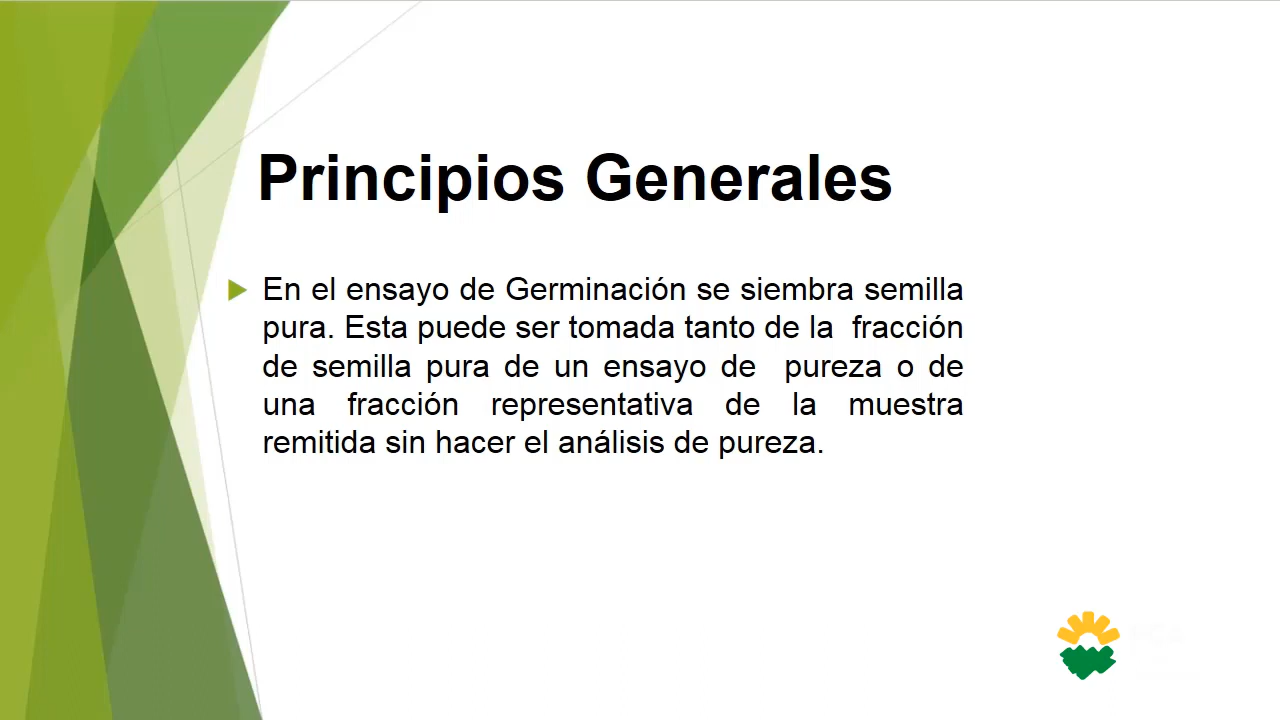 Principios Generales
En el ensayo de Germinación se siembra semilla
pura. Esta puede ser tomada tanto de la fracción
de semilla pura de un ensayo de pureza o de
una fracción representativa de la muestra
remitida sin hacer el análisis de pureza.